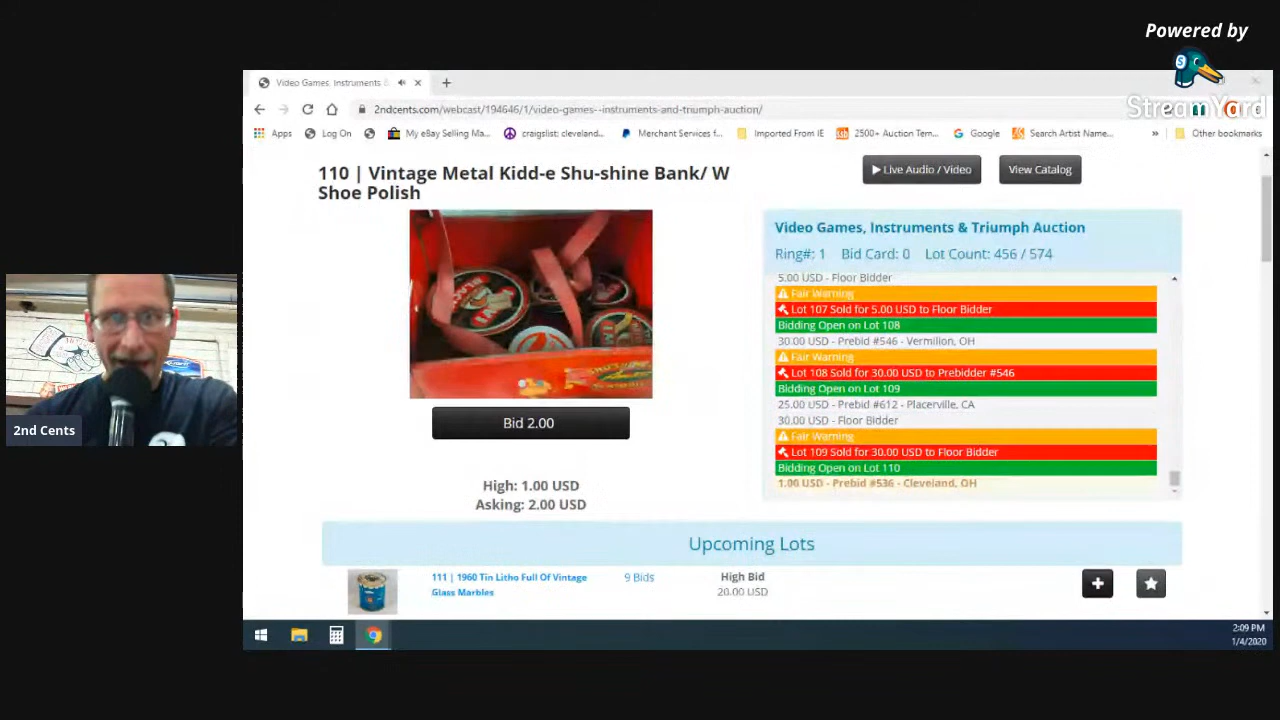 Powered by
StreamYard
Video Games, Instruments &
2ndcents.com/webcast/194646/1/video-games--instruments-and-triumph-auction/
Apps
Log On
My eBay Selling Ma...
craigslist: cleveland...
Merchant Services f...
Imported From IE
2500+ Auction Tem...
Google
Search Artist Name...
»
Other bookmarks
110 | Vintage Metal Kidd-e Shu-shine Bank/ W
Shoe Polish
Live Audio / Video
View Catalog
Bid 2.00
High: 1.00 USD
Asking: 2.00 USD
Video Games, Instruments & Triumph Auction
Ring#: 1 Bid Card: 0 Lot Count: 456 / 574
5.00 USD - Floor Bidder
Fair Warning
Lot 107 Sold for 5.00 USD to Floor Bidder
Bidding Open on Lot 108
30.00 USD - Prebid #546 - Vermilion, OH
Fair Warning
Lot 108 Sold for 30.00 USD to Prebidder #546
Bidding Open on Lot 109
25.00 USD - Prebid #612 - Placerville, CA
30.00 USD - Floor Bidder
Fair Warning
Lot 109 Sold for 30.00 USD to Floor Bidder
Bidding Open on Lot 110
1.00 USD - Prebid #536 - Cleveland, OH
2nd Cents
Upcoming Lots
111 | 1960 Tin Litho Full Of Vintage
Glass Marbles
9 Bids
High Bid
20.00 USD
2:09 PM
1/4/2020